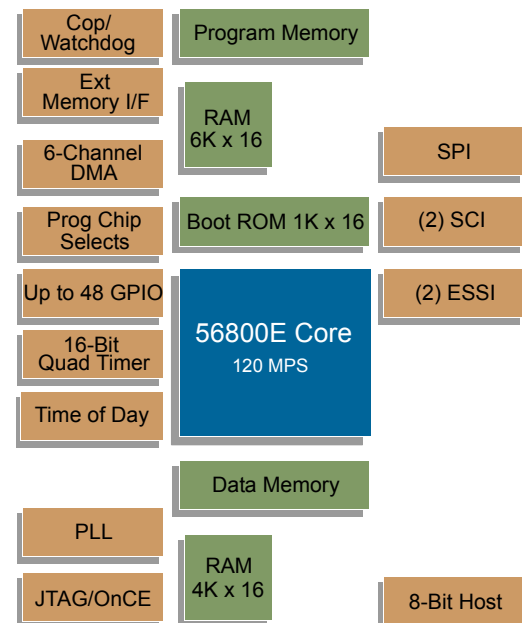 Cop/
Watchdog
Program Memory
Ext
Memory I/F
RAM
6K x 16
6-Channel
DMA
SPI
Prog Chip
Selects
Boot ROM 1K x 16
(2) SCI
Up to 48 GPIO
56800E Core
120 MPS
(2) ESSI
16-Bit
Quad Timer
Time of Day
Data Memory
PLL
RAM
4K x 16
JTAG/OnCE
8-Bit Host